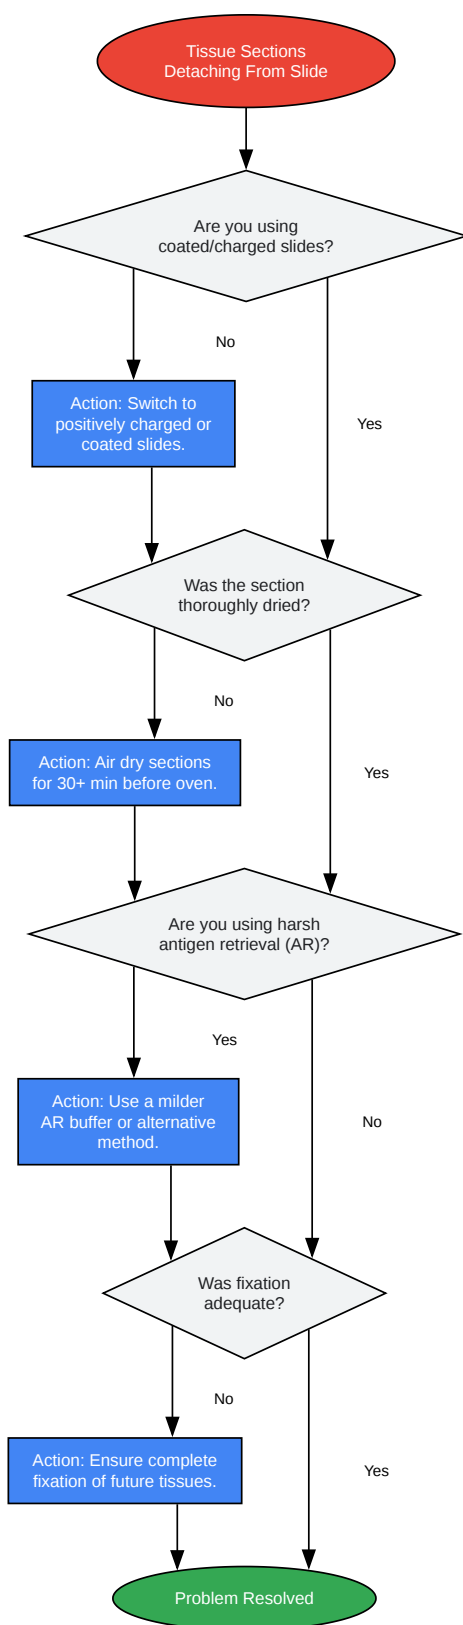 Tissue Sections
Detaching From Slide
Are you using
coated/charged slides?
No
Action: Switch to
positively charged or
coated slides.
Yes
Was the section
thoroughly dried?
No
Action: Air dry sections
for 30+ min before oven.
Yes
Are you using harsh
antigen retrieval (AR)?
Yes
Action: Use a milder
AR buffer or alternative
method.
No
Was fixation
adequate?
No
Action: Ensure complete
fixation of future tissues.
Yes
Problem Resolved